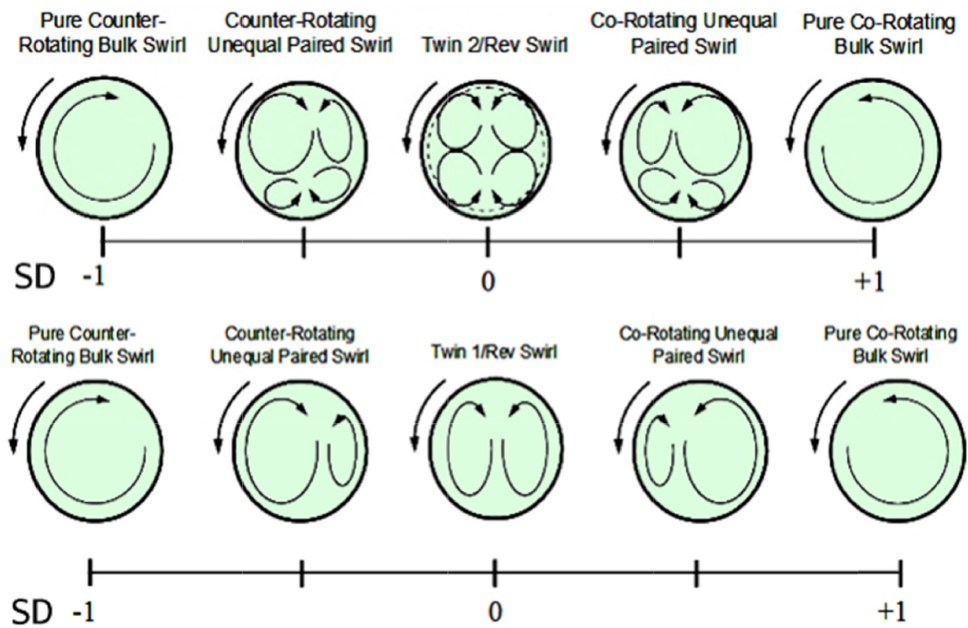 Pure Counter-
Rotating Bulk Swirl
Counter-Rotating
Unequal Paired Swirl
Twin 2/Rev Swirl
Co-Rotating Unequal
Paired Swirl
Pure Co-Rotating
Bulk Swirl
SD -1 0 +1
Pure Counter-
Rotating Bulk Swirl
Counter-Rotating
Unequal Paired Swirl
Twin 1/Rev Swirl
Co-Rotating Unequal
Paired Swirl
Pure Co-Rotating
Bulk Swirl
SD -1 0 +1